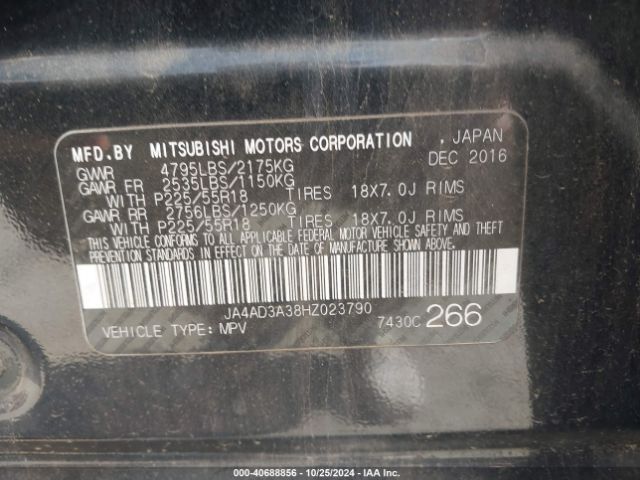 MFD.BY MITSUBISHI MOTORS CORPORATION , JAPAN
GVWR 4795LBS/2175KG DEC 2016
GAWR FR 2535LBS/1150KG
WITH P225/55R18 TIRES 18X7.0J RIMS
GAWR RR 2756LBS/1250KG
WITH P225/55R18 TIRES 18X7.0J RIMS
THIS VEHICLE CONFORMS TO ALL APPLICABLE FEDERAL MOTOR VEHICLE SAFETY AND THEFT
PREVENTION STANDARDS IN EFFECT ON THE DATE OF MANUFACTURE SHOWN ABOVE.
JA4AD3A38HZ023790
VEHICLE TYPE: MPV 7430C 266
000-40688856 - 10/25/2024 - IAA Inc.